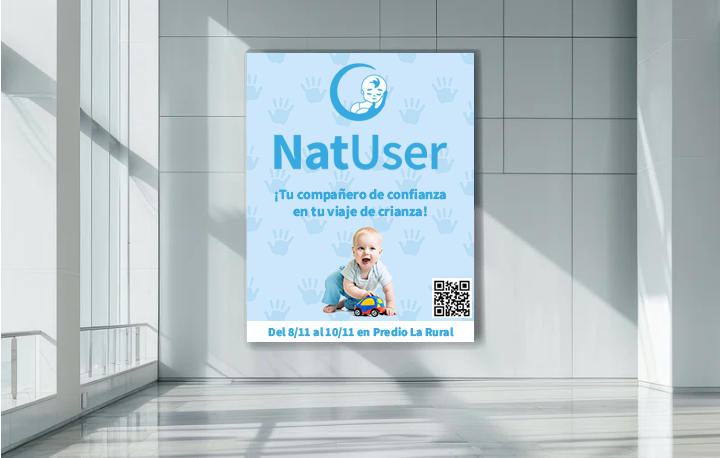 NatUser
¡Tu compañero de confianza
en tu viaje de crianza!
Del 8/11 al 10/11 en Predio La Rural